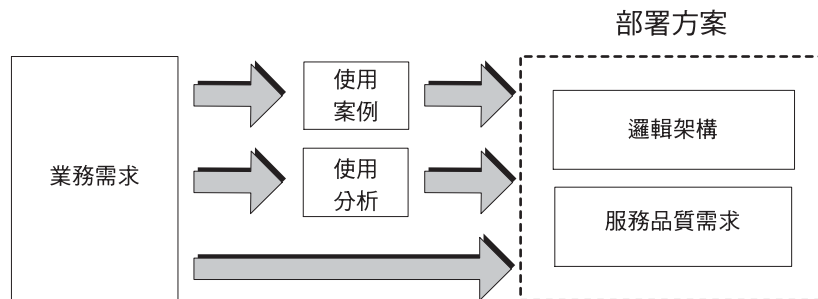 部署方案
業務需求
使用
案例
使用
分析
邏輯架構
服務品質需求